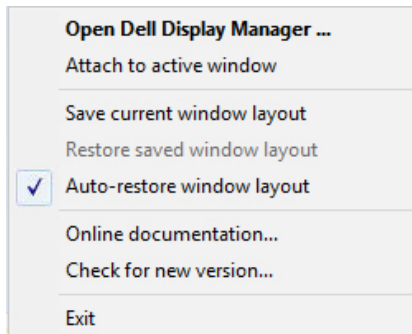 Open Dell Display Manager ...
Attach to active window
Save current window layout
Restore saved window layout
Auto-restore window layout
Online documentation...
Check for new version...
Exit